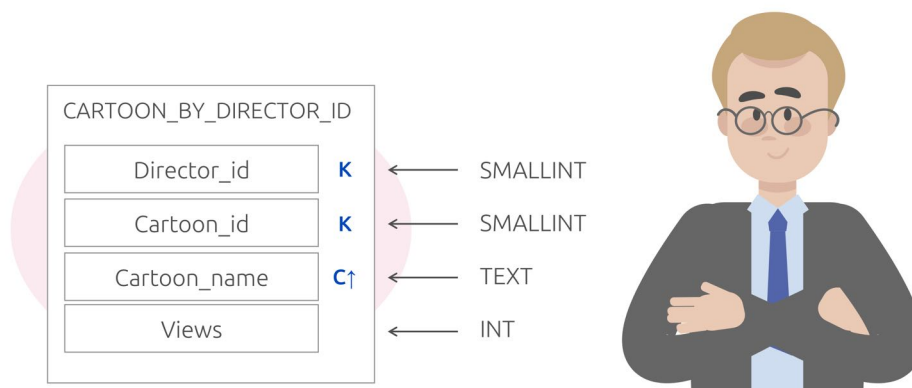 CARTOON_BY_DIRECTOR_ID
Director_id K SMALLINT
Cartoon_id K SMALLINT
Cartoon_name C↑ TEXT
Views INT